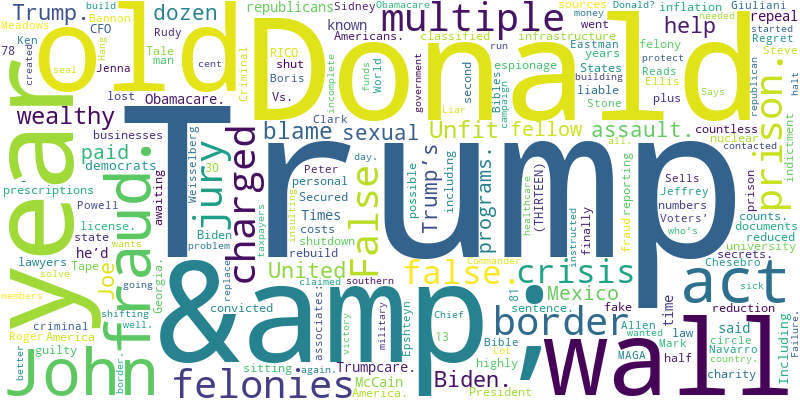 Trump. dozen republicans Sidney Obamacare sources Donald? inflation Giuliani
Meadows Bannon Rudy multiple known money went classified infrastrufture help felony repeal
build CFO Tale man RICO Boris Americans. run needed protect Eastman years started Regret
Ken 78 created Hang Jenna cent seal Criminal shut funds incomplete World government campaign espionage Bibles Liar States building liable Reads Stone Ellis Says Steve republican halt
old Donald
lost Obamacare. Vs. Clark second plus
wealthy blame sexual Unfit fellow assault. countless nuclear contacted indictment
businesses paid democrats Weisselberg jury 30 charged day. Peter personal Secured Times costs shutdown rebuild
Trump
False Trump's possible including programs. healthcare (THIRTEEN) instructed finally fraud reporting ail. Sells Jeffrey numbers Voters' who's prison
year fraud. prison.
prescriptions Powell awaiting license. state he'd Biden problem taxpayers insulting
lawyers wants Tape Joe solve going Georgia. replace United claimed southern false. Commander crisis documents counts. reduced university Chesebro secrets.
&amp; act
members Roger America criminal shifting well. convicted associates. victory military Epshteyn Chief 13 81 border Mexico sentence. fake time reduction sick
guilty better border. sitting again. Trumpcare. Bible Lot highly Allen wanted law Mark said circle Navarro country. Including Failure.
John felonies McCain America. Biden. President wall MAGA half charity